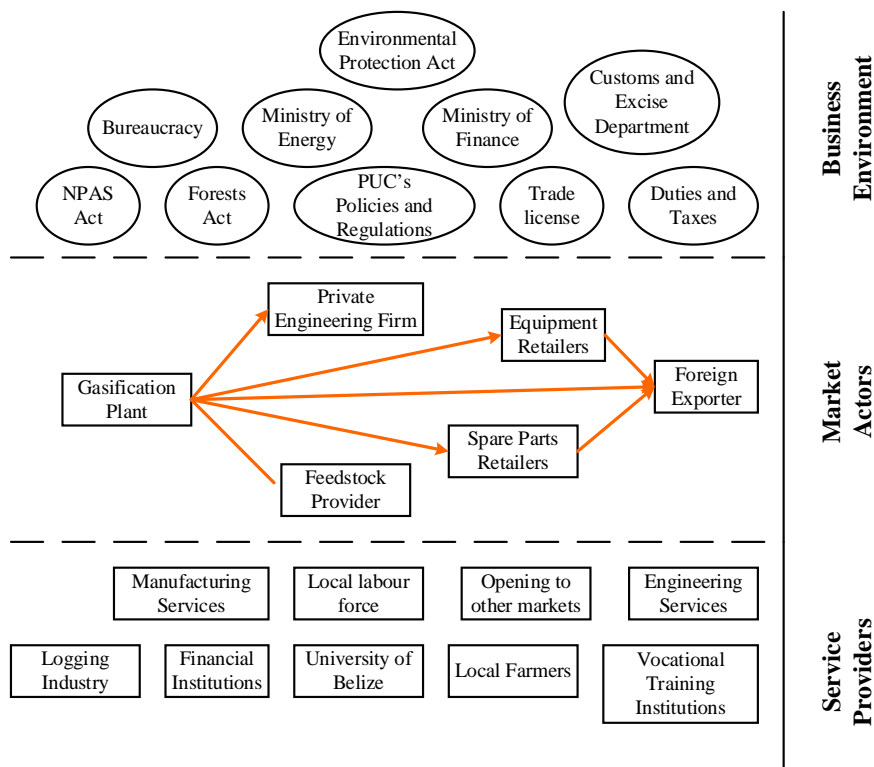 Environmental
Protection Act
Customs and
Excise
Department
Bureaucracy
Ministry of
Energy
Ministry of
Finance
NPAS
Act
Forests
Act
PUC's
Policies and
Regulations
Trade
license
Duties and
Taxes
Business
Environment
Private
Engineering Firm
Equipment
Retailers
Gasification
Plant
Foreign
Exporter
Spare Parts
Retailers
Feedstock
Provider
Market
Actors
Manufacturing
Services
Local labour
force
Opening to
other markets
Engineering
Services
Logging
Industry
Financial
Institutions
University of
Belize
Local Farmers
Vocational
Training
Institutions
Service
Providers